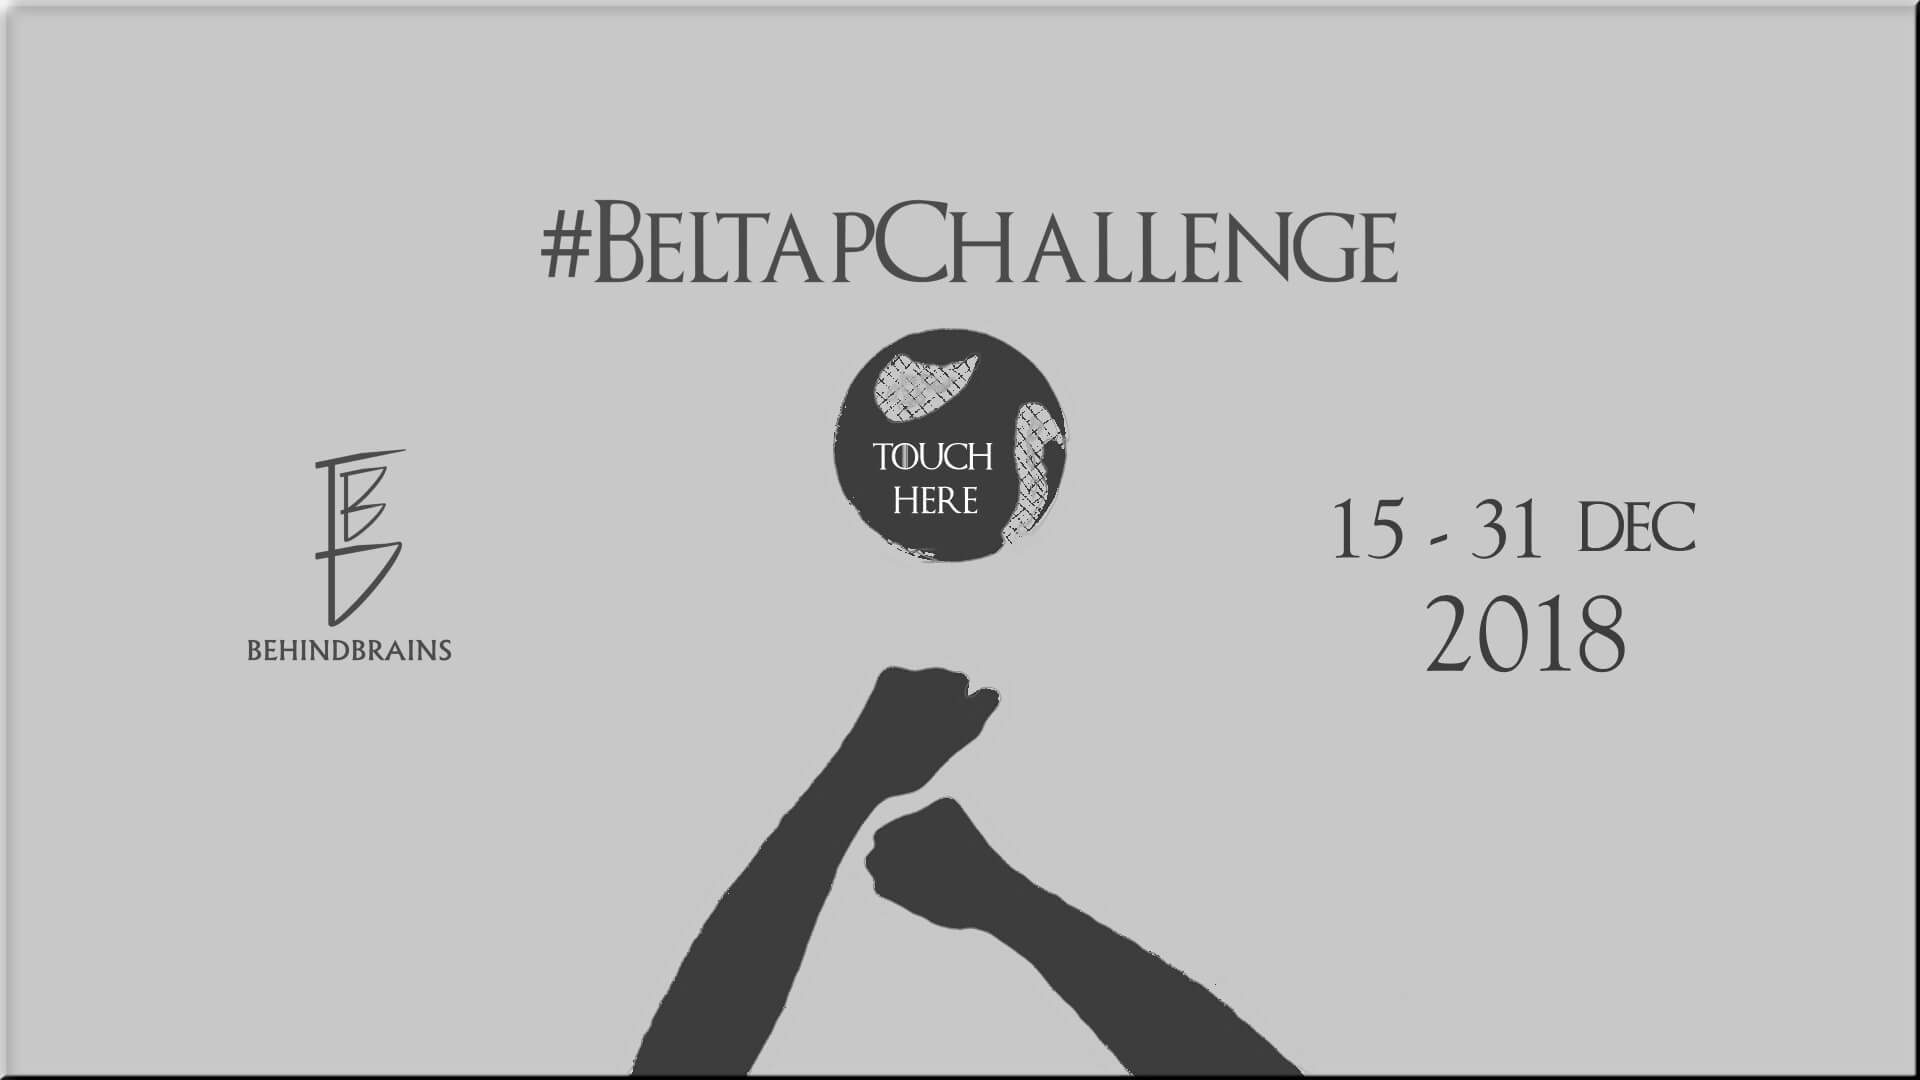 #BeltapChallenge
TOUCH
HERE
15 - 31 DEC
2018
BEHINDBRAINS